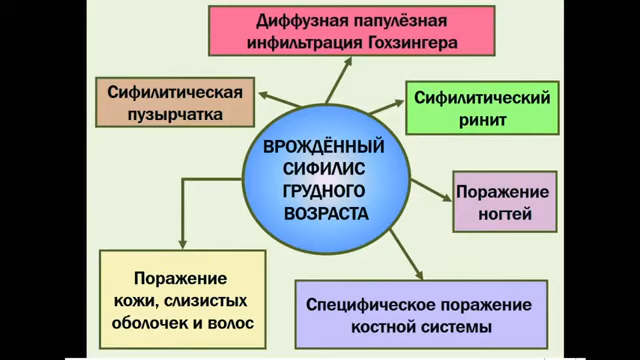 Диффузная папулёзная
инфильтрация Гохзингера
Сифилитическая
пузырчатка
Сифилитический
ринит
ВРОЖДЁННЫЙ
СИФИЛИС
ГРУДНОГО
ВОЗРАСТА
Поражение
ногтей
Поражение
кожи, слизистых
оболочек и волос
Специфическое поражение
костной системы